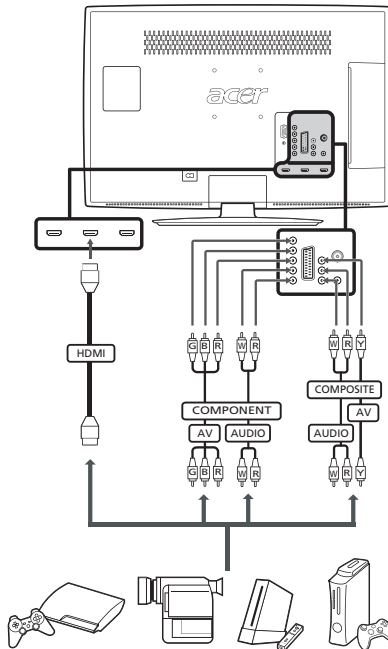 acer
G B R W R W R Y
HDMI
COMPOSITE
COMPONENT
AV
AV AUDIO AUDIO
G B R W R W R Y